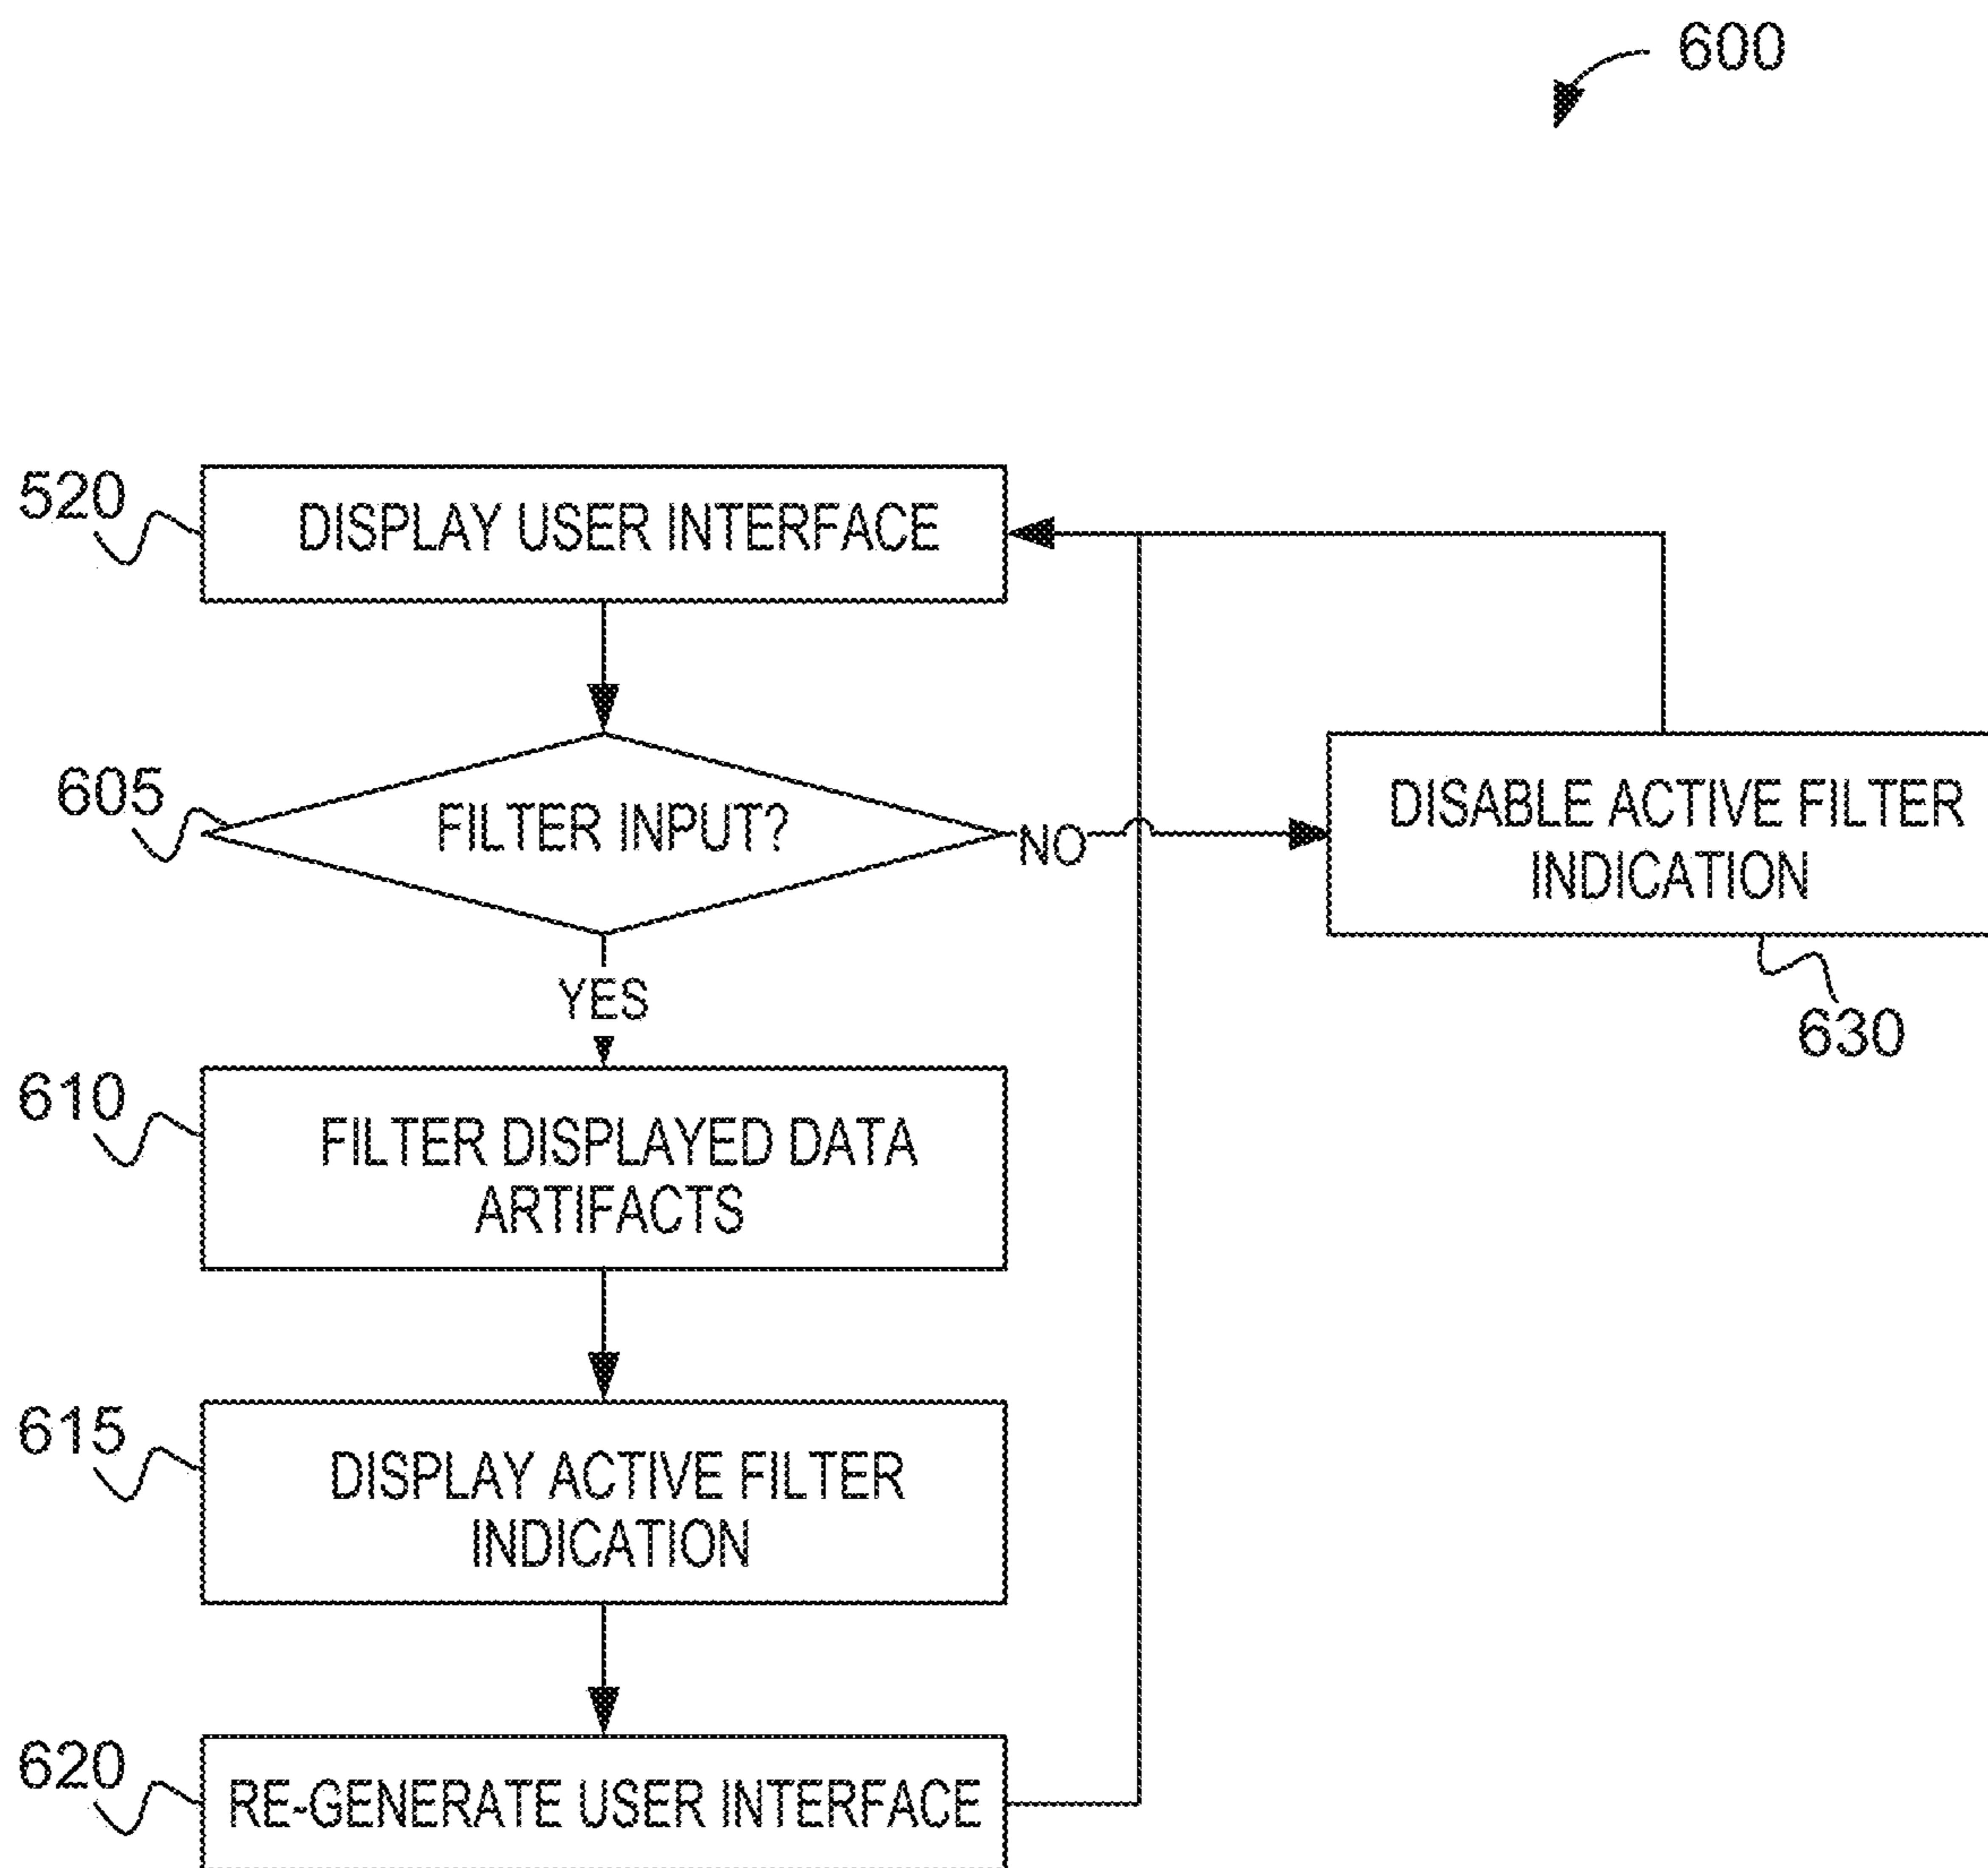 600
520
DISPLAY USER INTERFACE
605
FILTER INPUT?
NO
DISABLE ACTIVE FILTER
INDICATION
630
YES
610
FILTER DISPLAYED DATA
ARTIFACTS
615
DISPLAY ACTIVE FILTER
INDICATION
620
RE-GENERATE USER INTERFACE